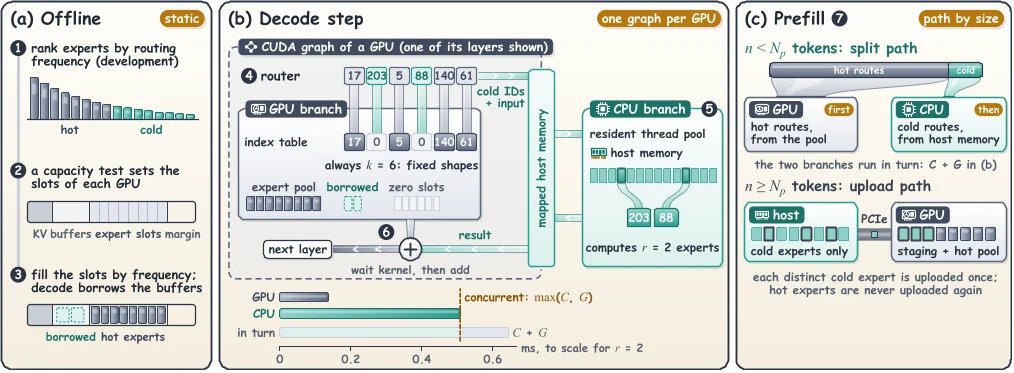 (a) Offline
static
1 rank experts by routing
frequency (development)
hot
cold
2 a capacity test sets the
slots of each GPU
KV buffers expert slots margin
3 fill the slots by frequency;
decode borrows the buffers
borrowed hot experts
(b) Decode step
one graph per GPU
CUDA graph of a GPU (one of its layers shown)
4 router
17 203 5 88 140 61
cold IDs
+ input
GPU branch
index table
17 0 5 0 140 61
always k = 6: fixed shapes
expert pool
borrowed
zero slots
6
next layer
+
result
wait kernel, then add
mapped host memory
CPU branch 5
resident thread pool
host memory
203 88
computes r = 2 experts
GPU
CPU
in turn
concurrent: max(C, G)
C + G
0 0.2 0.4 0.6
ms, to scale for r = 2
(c) Prefill 7
path by size
n < Np tokens: split path
hot routes
cold
GPU
first
hot routes,
from the pool
CPU
then
cold routes,
from host memory
the two branches run in turn: C + G in (b)
n ≥ Np tokens: upload path
host
cold experts only
PCIe
GPU
staging + hot pool
each distinct cold expert is uploaded once;
hot experts are never uploaded again